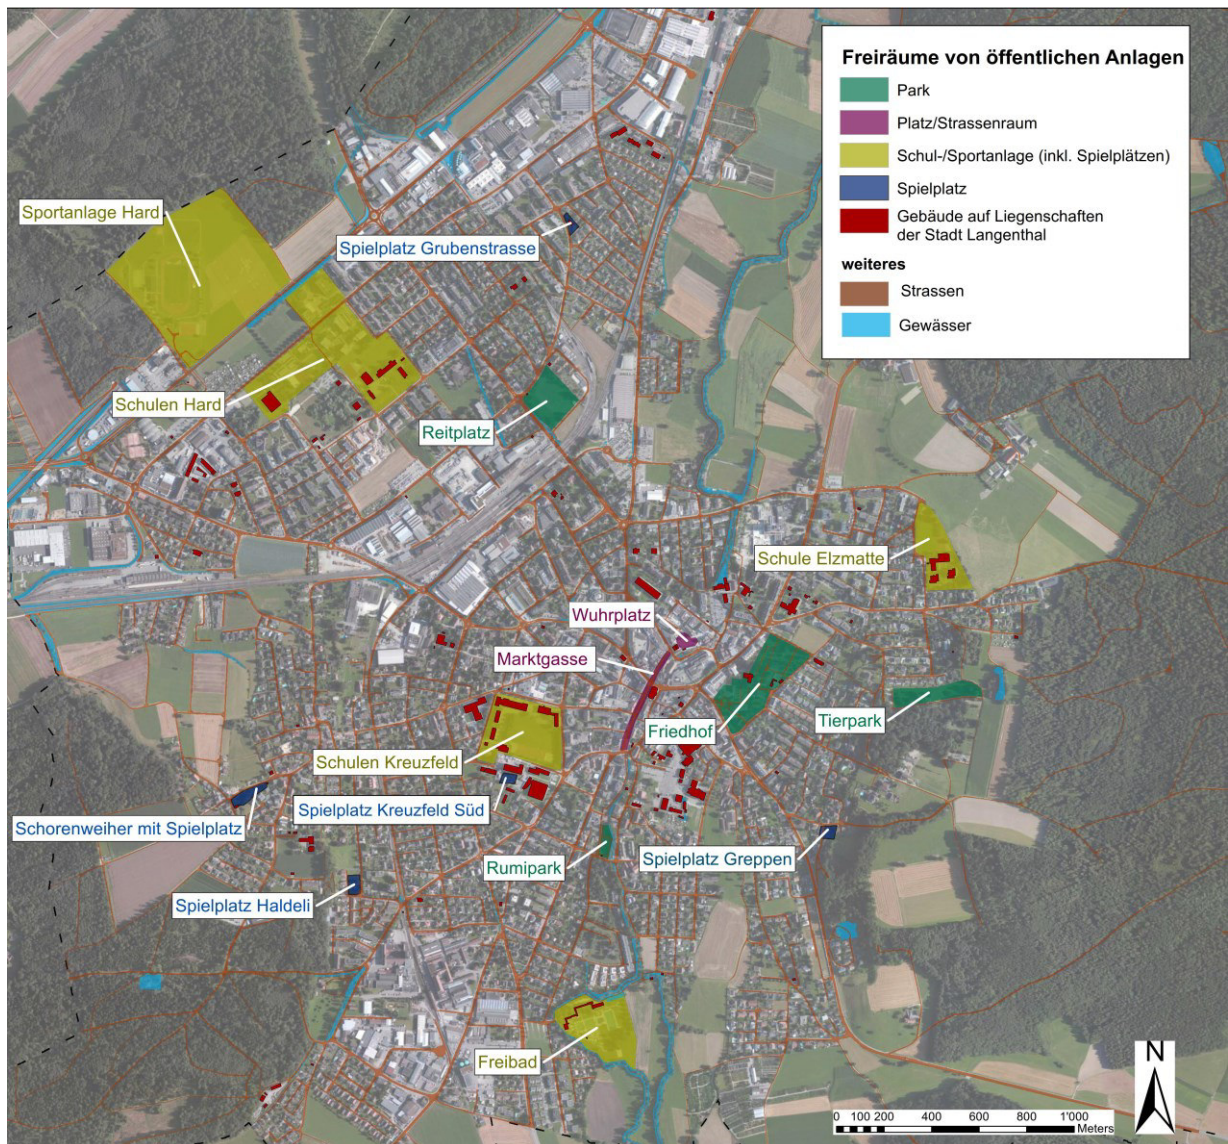 Freiräume von öffentlichen Anlagen
Park
Platz/Strassenraum
Schul-/Sportanlage (inkl. Spielplätzen)
Spielplatz
Gebäude auf Liegenschaften
der Stadt Langenthal
weiteres
Strassen
Gewässer
Sportanlage Hard
Spielplatz Grubenstrasse
Schulen Hard
Reitplatz
Schule Elzmatte
Wuhrplatz
Marktgasse
Tierpark
Friedhof
Schulen Kreuzfeld
Spielplatz Kreuzfeld Süd
Schorenweiher mit Spielplatz
Spielplatz Greppen
Rumipark
Spielplatz Haldeli
Freibad
N
0 100 200 400 600 800 1'000
Meters